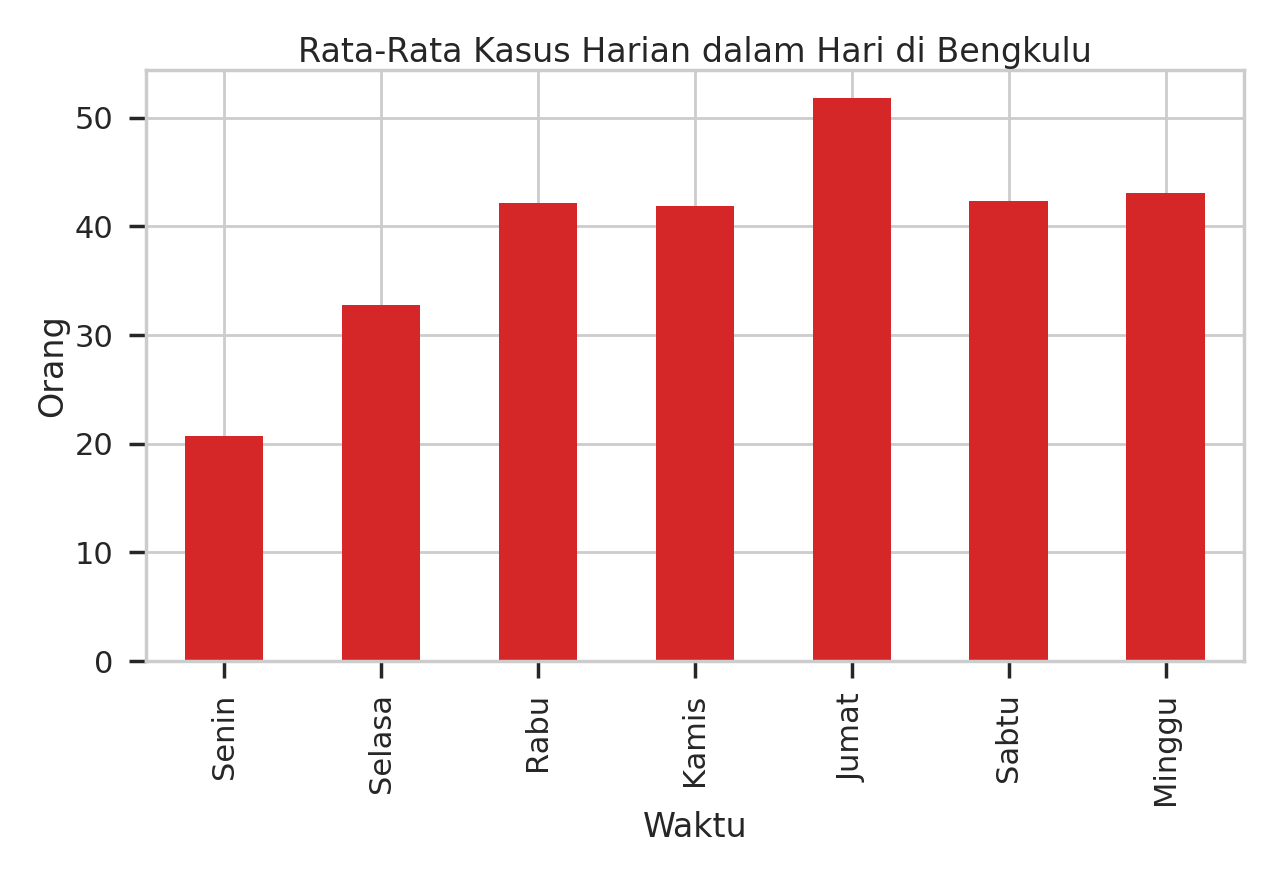 Rata-Rata Kasus Harian dalam Hari di Bengkulu
Orang
50
40
30
20
10
0
Senin
Selasa
Rabu
Kamis
Jumat
Sabtu
Minggu
Waktu